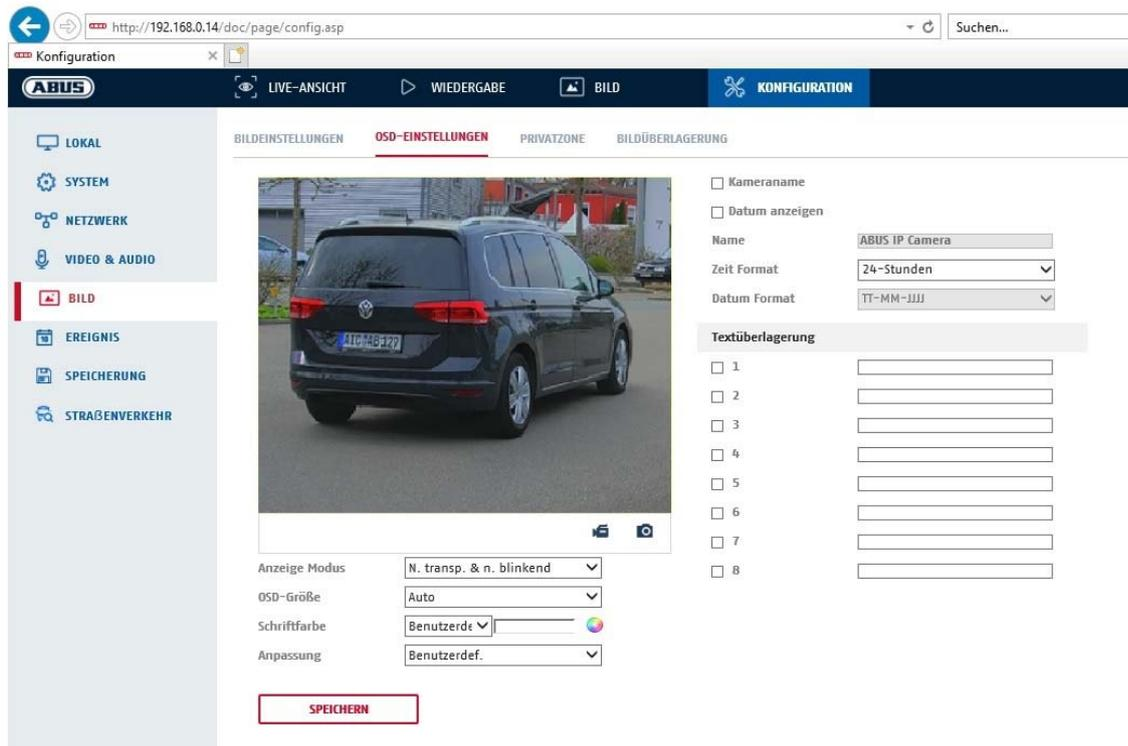 http://192.168.0.14/doc/page/config.asp
Suchen...
Konfiguration
ABUS
LIVE-ANSICHT
WIEDERGABE
BILD
KONFIGURATION
LOKAL
SYSTEM
NETZWERK
VIDEO & AUDIO
BILD
EREIGNIS
SPEICHERUNG
STRAẞENVERKEHR
BILDEINSTELLUNGEN
OSD-EINSTELLUNGEN
PRIVATZONE
BILDÜBERLAGERUNG
7
Anzeige Modus
N. transp. & n. blinkend
OSD-Größe
Auto
Schriftfarbe
Benutzerde
Anpassung
Benutzerdef.
SPEICHERN
Kameraname
Datum anzeigen
Name
ABUS IP Camera
Zeit Format
24-Stunden
Datum Format
TT-MM-JJJJ
Textüberlagerung
1
2
3
4
5
6
7
8